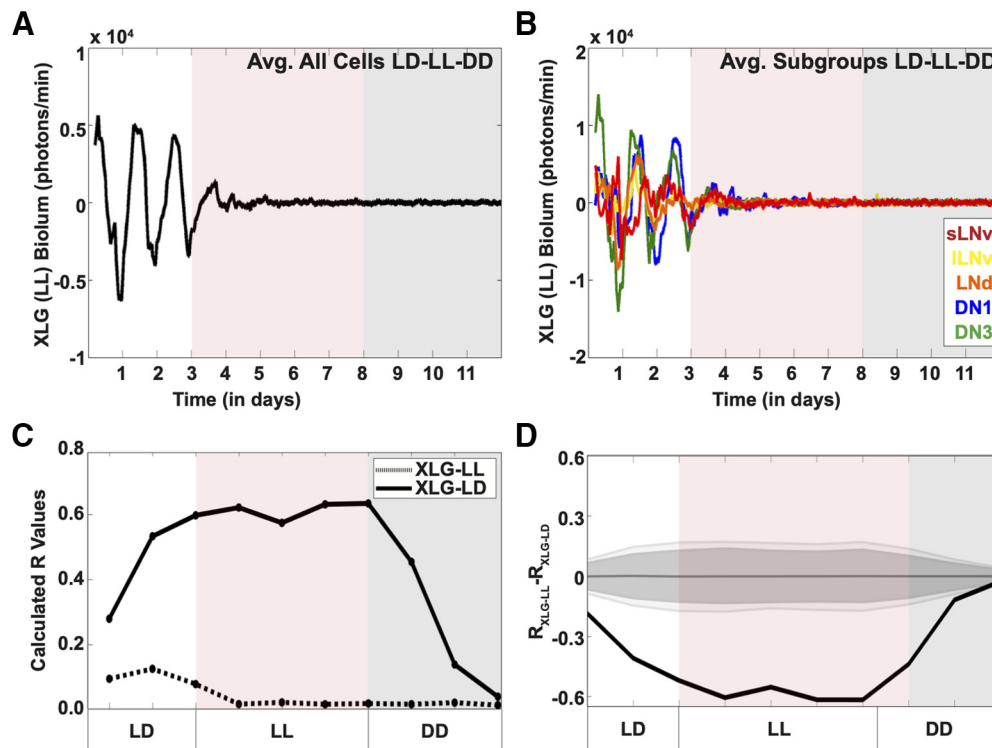 A
x 10⁴
Avg. All Cells LD-LL-DD
XLG (LL) Biolum (photons/min)
1
0.5
0
-0.5
-1
1 2 3 4 5 6 7 8 9 10 11
Time (in days)
B
x 10⁴
Avg. Subgroups LD-LL-DD
XLG (LL) Biolum (photons/min)
2
1
0
-1
-2
sLNv
lLNv
LNd
DN1
DN3
1 2 3 4 5 6 7 8 9 10 11
Time (in days)
C
Calculated R Values
0.8
0.6
0.4
0.2
0.0
XLG-LL
XLG-LD
LD LL DD
D
R_XLG-LL-R_XLG-LD
0.6
0.3
0
-0.3
-0.6
LD LL DD